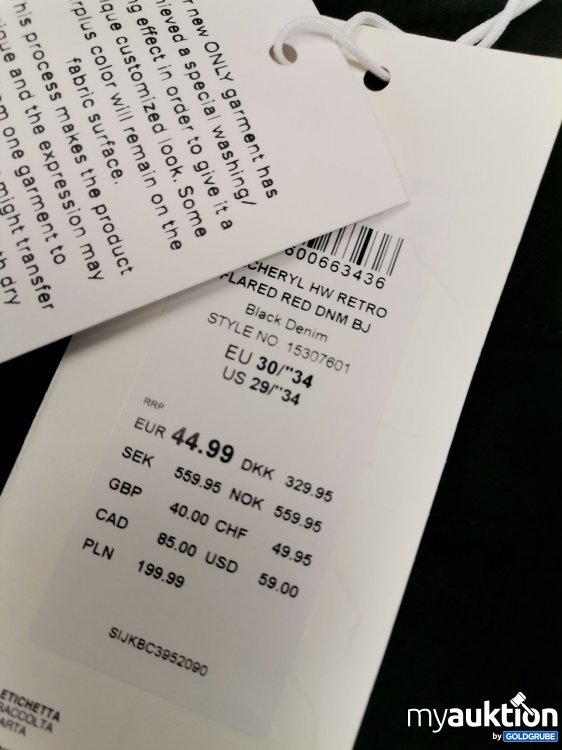 r new ONLY garment has
hieved a special washing/
ng effect in order to give it a
ique customized look. Some
rplus color will remain on the
fabric surface.
his process makes the product
ique and the expression may
om one garment to
might transfer
th dry
600663436
CHERYL HW RETRO
FLARED RED DNM BJ
Black Denim
STYLE NO. 15307601
EU 30/"34
US 29/"34
RRP
EUR 44.99 DKK 329.95
SEK 559.95 NOK 559.95
GBP 40.00 CHF 49.95
CAD 85.00 USD 59.00
PLN 199.99
SIJKBC3952090
ETICHETTA
RACCOLTA
CARTA
myauktion
by GOLDGRUBE